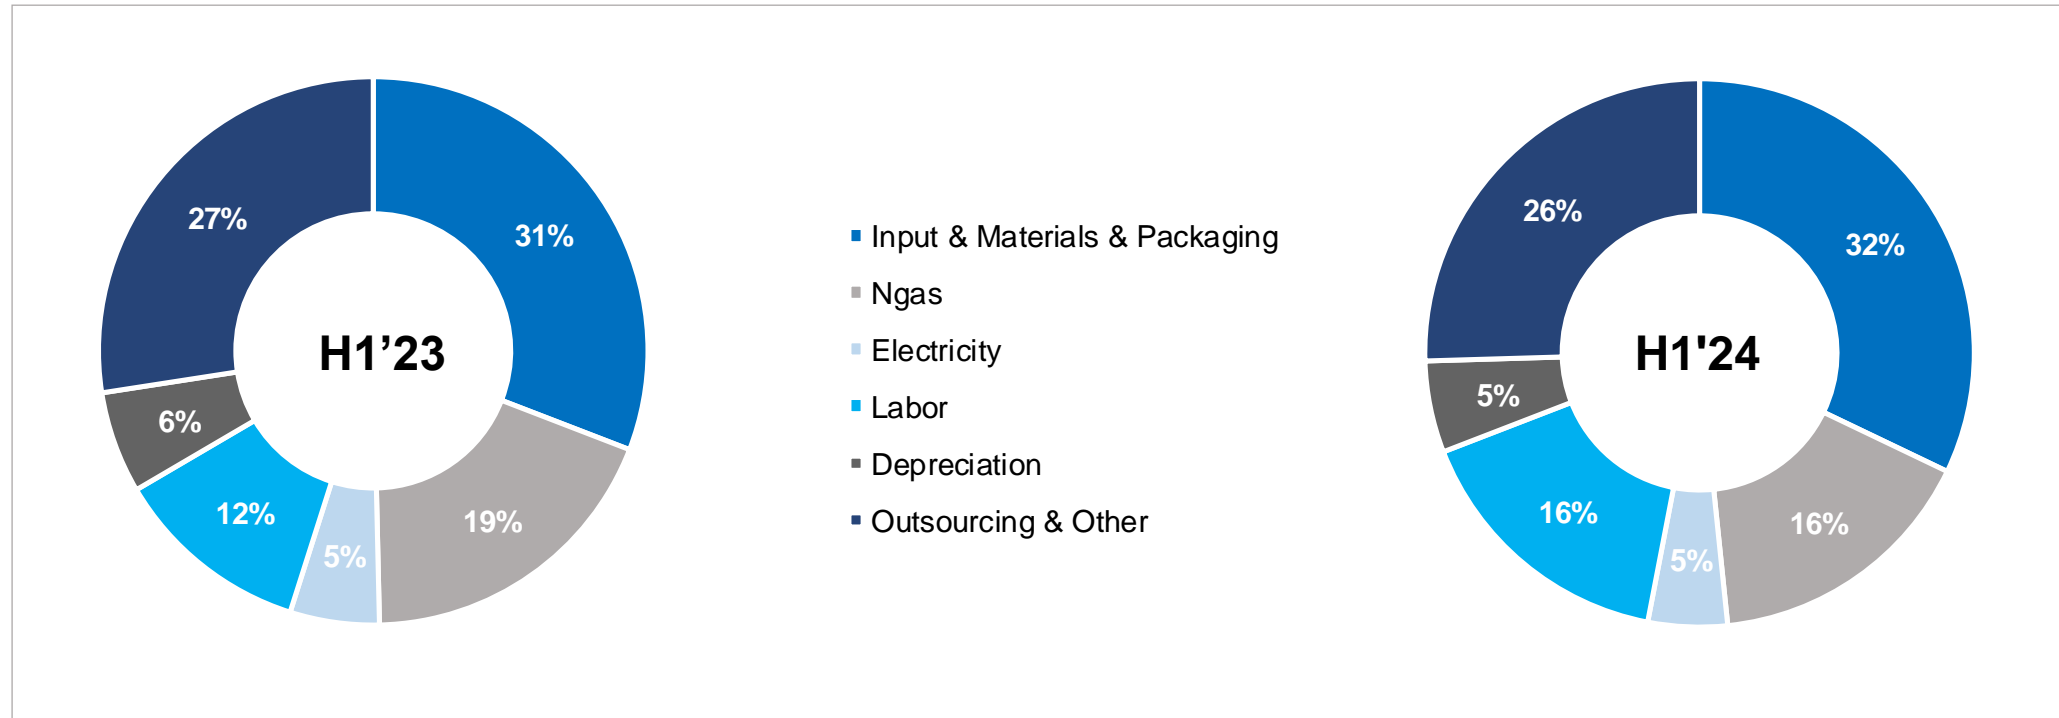 27%
31%
H1’23
6%
12%
19%
5%
Input & Materials & Packaging
Ngas
Electricity
Labor
Depreciation
Outsourcing & Other
26%
32%
H1'24
5%
16%
16%
5%